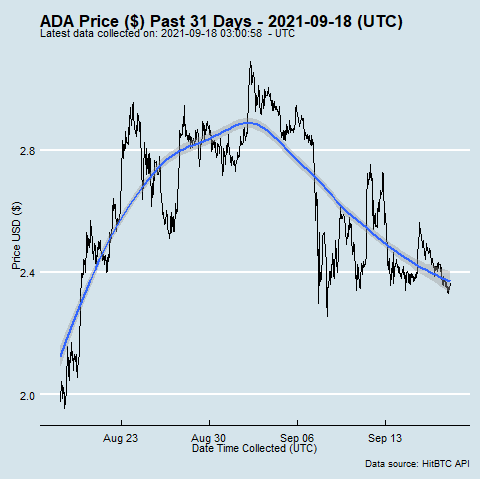 ADA Price ($) Past 31 Days - 2021-09-18 (UTC)
Latest data collected on: 2021-09-18 03:00:58 - UTC
Price USD ($)
2.8
2.4
2.0
Aug 23 Aug 30 Sep 06 Sep 13
Date Time Collected (UTC)
Data source: HitBTC API